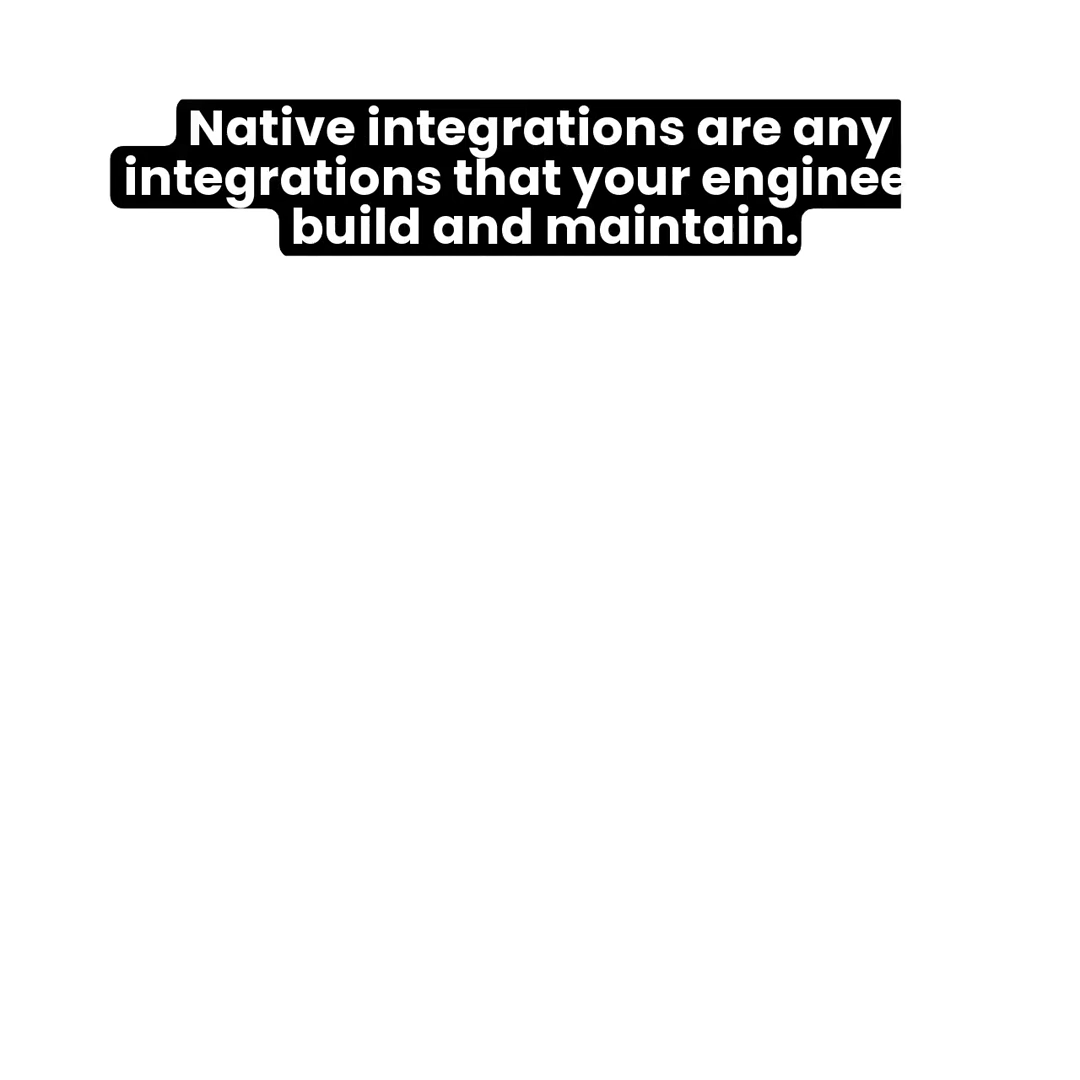 Native integrations are any
integrations that your enginee
build and maintain.